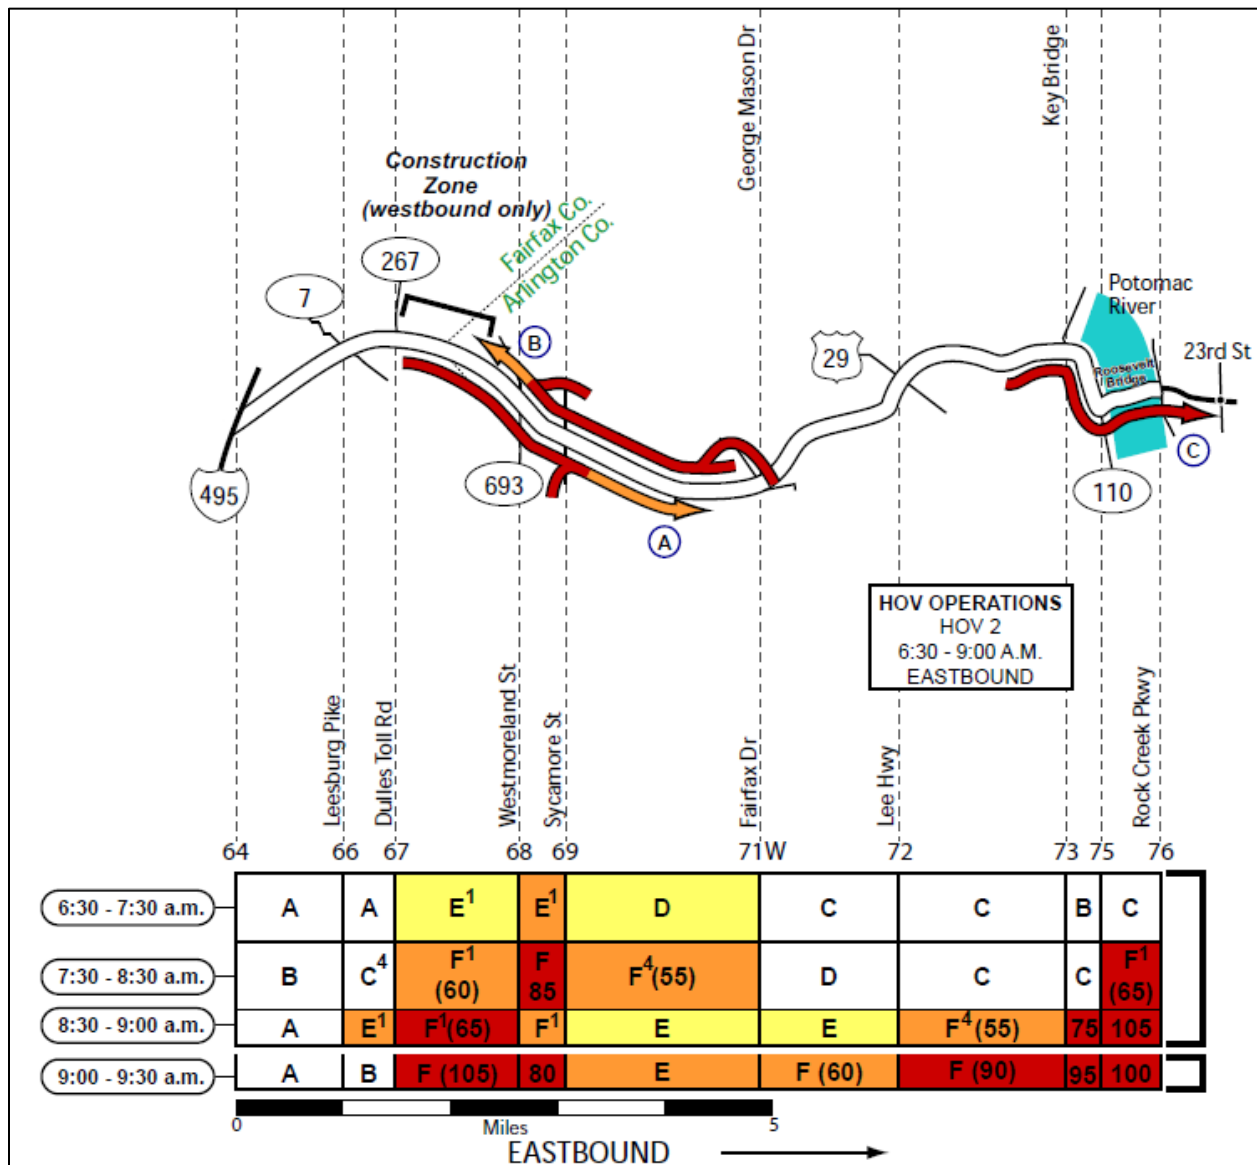 George Mason Dr
Key Bridge
Construction
Zone
(westbound only)
Fairfax Co.
Arlington Co.
267
7
B
Potomac
River
29
23rd St
Roosevelt
Bridge
C
495
693
110
A
HOV OPERATIONS
HOV 2
6:30 - 9:00 A.M.
EASTBOUND
Leesburg Pike
Dulles Toll Rd
Westmoreland St
Sycamore St
Fairfax Dr
Lee Hwy
Rock Creek Pkwy
64 66 67 68 69 71W 72 73 75 76
6:30 - 7:30 a.m. A A E¹ E¹ D C C B C
7:30 - 8:30 a.m. B C⁴ F¹ (60) F 85 F⁴(55) D C C F¹ (65)
8:30 - 9:00 a.m. A E¹ F¹(65) F¹ E E F⁴(55) 75 105
9:00 - 9:30 a.m. A B F (105) 80 E F (60) F (90) 95 100
0 Miles 5
EASTBOUND